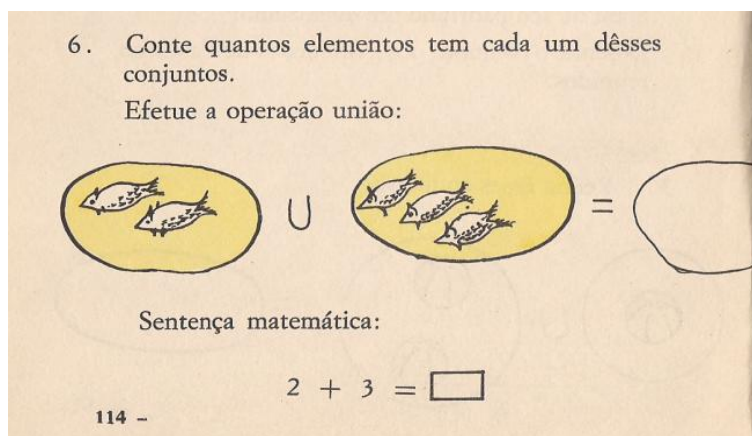 6. Conte quantos elementos tem cada um dêsses
conjuntos.
Efetue a operação união:
∪ =
Sentença matemática:
2 + 3 =
114 –